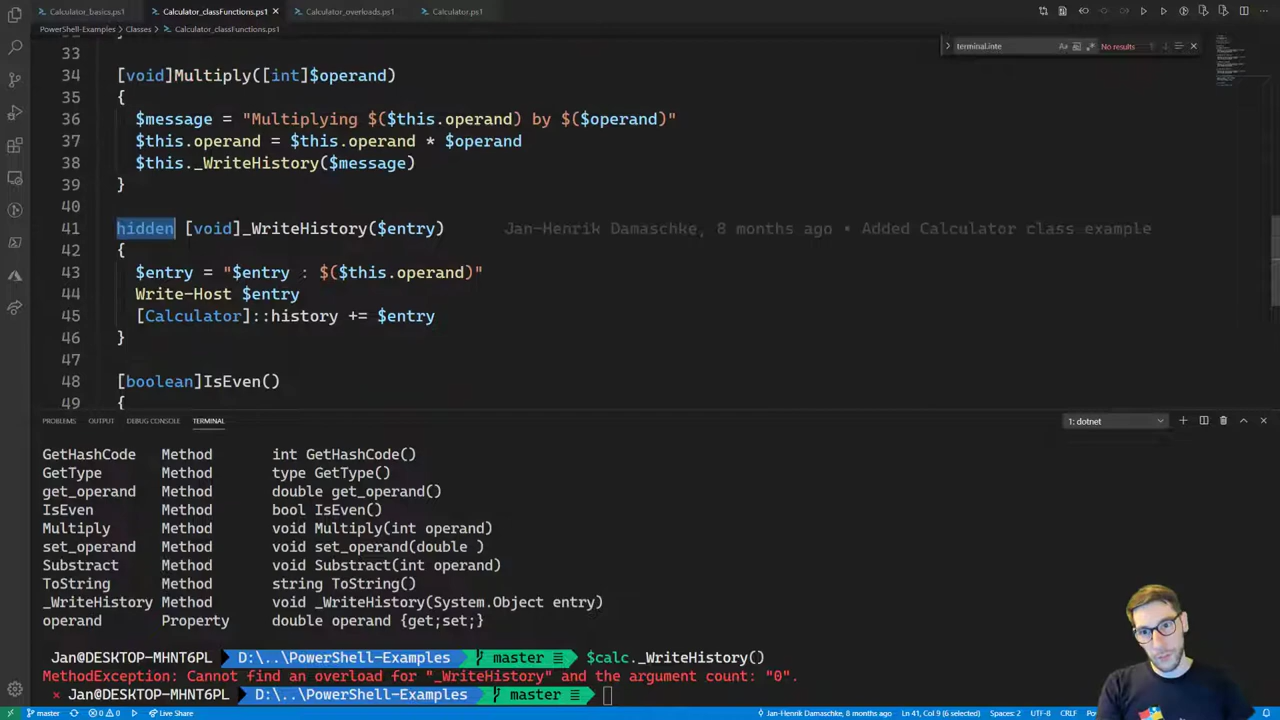 Calculator_basics.ps1
Calculator_classFunctions.ps1
Calculator_overloads.ps1
Calculator.ps1
PowerShell-Examples > Classes > Calculator_classFunctions.ps1
terminal.inte
Aa
No results
33
34 [void]Multiply([int]$operand)
35 {
36 $message = "Multiplying $($this.operand) by $($operand)"
37 $this.operand = $this.operand * $operand
38 $this._WriteHistory($message)
39 }
40
41 hidden [void]_WriteHistory($entry) Jan-Henrik Damaschke, 8 months ago • Added Calculator class example
42 {
43 $entry = "$entry : $($this.operand)"
44 Write-Host $entry
45 [Calculator]::history += $entry
46 }
47
48 [boolean]IsEven()
49 {
PROBLEMS OUTPUT DEBUG CONSOLE TERMINAL
1: dotnet
GetHashCode Method int GetHashCode()
GetType Method type GetType()
get_operand Method double get_operand()
IsEven Method bool IsEven()
Multiply Method void Multiply(int operand)
set_operand Method void set_operand(double )
Substract Method void Substract(int operand)
ToString Method string ToString()
_WriteHistory Method void _WriteHistory(System.Object entry)
operand Property double operand {get;set;}
Jan@DESKTOP-MHNT6PL D:\..\PowerShell-Examples master ≡ $calc._WriteHistory()
MethodException: Cannot find an overload for "_WriteHistory" and the argument count: "0".
× Jan@DESKTOP-MHNT6PL D:\..\PowerShell-Examples master ≡
master 0 0 Live Share Jan-Henrik Damaschke, 8 months ago Ln 41, Col 9 (6 selected) Spaces: 2 UTF-8 CRLF